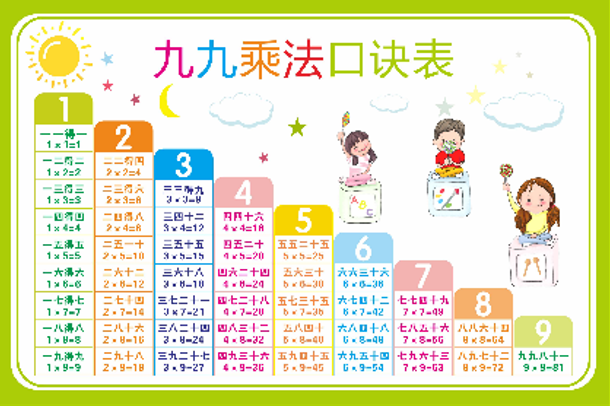 九九乘法口诀表
1
一一得一
1×1=1
一二得二
1×2=2
一三得三
1×3=3
一四得四
1×4=4
一五得五
1×5=5
一六得六
1×6=6
一七得七
1×7=7
一八得八
1×8=8
一九得九
1×9=9
2
二二得四
2×2=4
二三得六
2×3=6
二四得八
2×4=8
二五一十
2×5=10
二六十二
2×6=12
二七十四
2×7=14
二八十六
2×8=16
二九十八
2×9=18
3
三三得九
3×3=9
三四十二
3×4=12
三五十五
3×5=15
三六十八
3×6=18
三七二十一
3×7=21
三八二十四
3×8=24
三九二十七
3×9=27
4
四四十六
4×4=16
四五二十
4×5=20
四六二十四
4×6=24
四七二十八
4×7=28
四八三十二
4×8=32
四九三十六
4×9=36
5
五五二十五
5×5=25
五六三十
5×6=30
五七三十五
5×7=35
五八四十
5×8=40
五九四十五
5×9=45
6
六六三十六
6×6=36
六七四十二
6×7=42
六八四十八
6×8=48
六九五十四
6×9=54
7
七七四十九
7×7=49
七八五十六
7×8=56
七九六十三
7×9=63
8
八八六十四
8×8=64
八九七十二
8×9=72
9
九九八十一
9×9=81